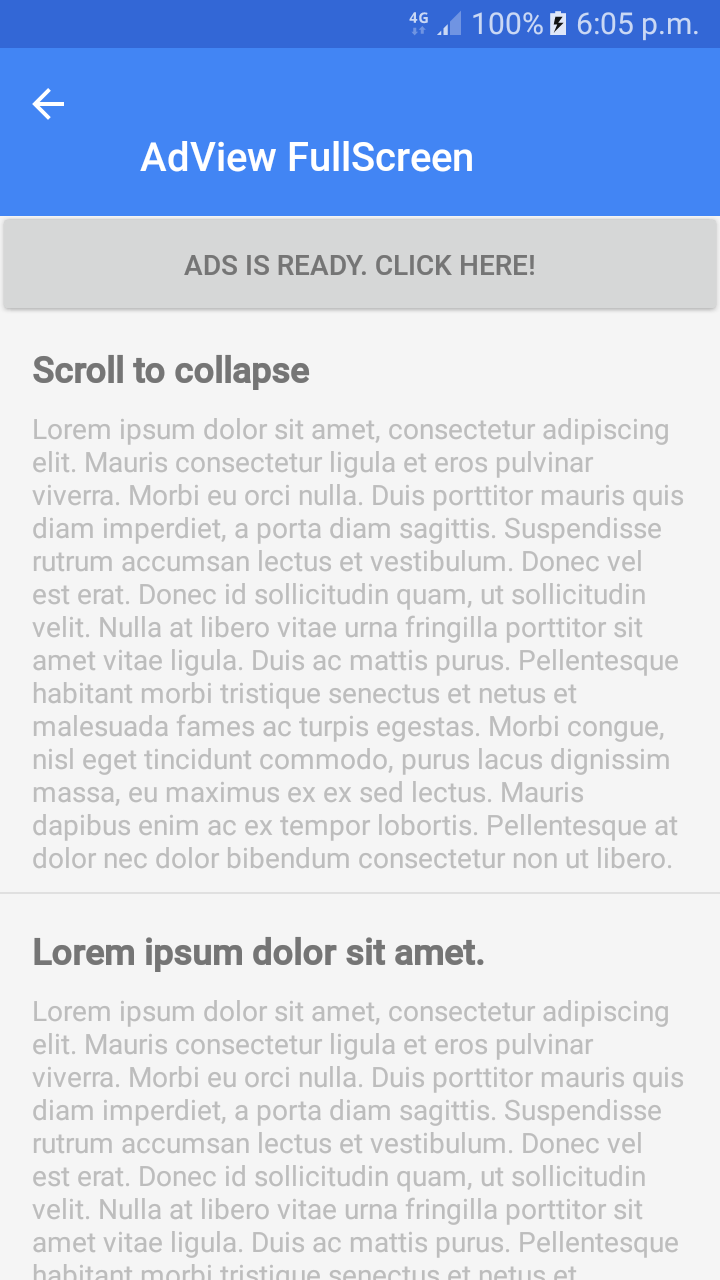 4G 100% 6:05 p.m.
AdView FullScreen
ADS IS READY. CLICK HERE!
Scroll to collapse
Lorem ipsum dolor sit amet, consectetur adipiscing
elit. Mauris consectetur ligula et eros pulvinar
viverra. Morbi eu orci nulla. Duis porttitor mauris quis
diam imperdiet, a porta diam sagittis. Suspendisse
rutrum accumsan lectus et vestibulum. Donec vel
est erat. Donec id sollicitudin quam, ut sollicitudin
velit. Nulla at libero vitae urna fringilla porttitor sit
amet vitae ligula. Duis ac mattis purus. Pellentesque
habitant morbi tristique senectus et netus et
malesuada fames ac turpis egestas. Morbi congue,
nisl eget tincidunt commodo, purus lacus dignissim
massa, eu maximus ex ex sed lectus. Mauris
dapibus enim ac ex tempor lobortis. Pellentesque at
dolor nec dolor bibendum consectetur non ut libero.
Lorem ipsum dolor sit amet.
Lorem ipsum dolor sit amet, consectetur adipiscing
elit. Mauris consectetur ligula et eros pulvinar
viverra. Morbi eu orci nulla. Duis porttitor mauris quis
diam imperdiet, a porta diam sagittis. Suspendisse
rutrum accumsan lectus et vestibulum. Donec vel
est erat. Donec id sollicitudin quam, ut sollicitudin
velit. Nulla at libero vitae urna fringilla porttitor sit
amet vitae ligula. Duis ac mattis purus. Pellentesque
habitant morbi tristique senectus et netus et